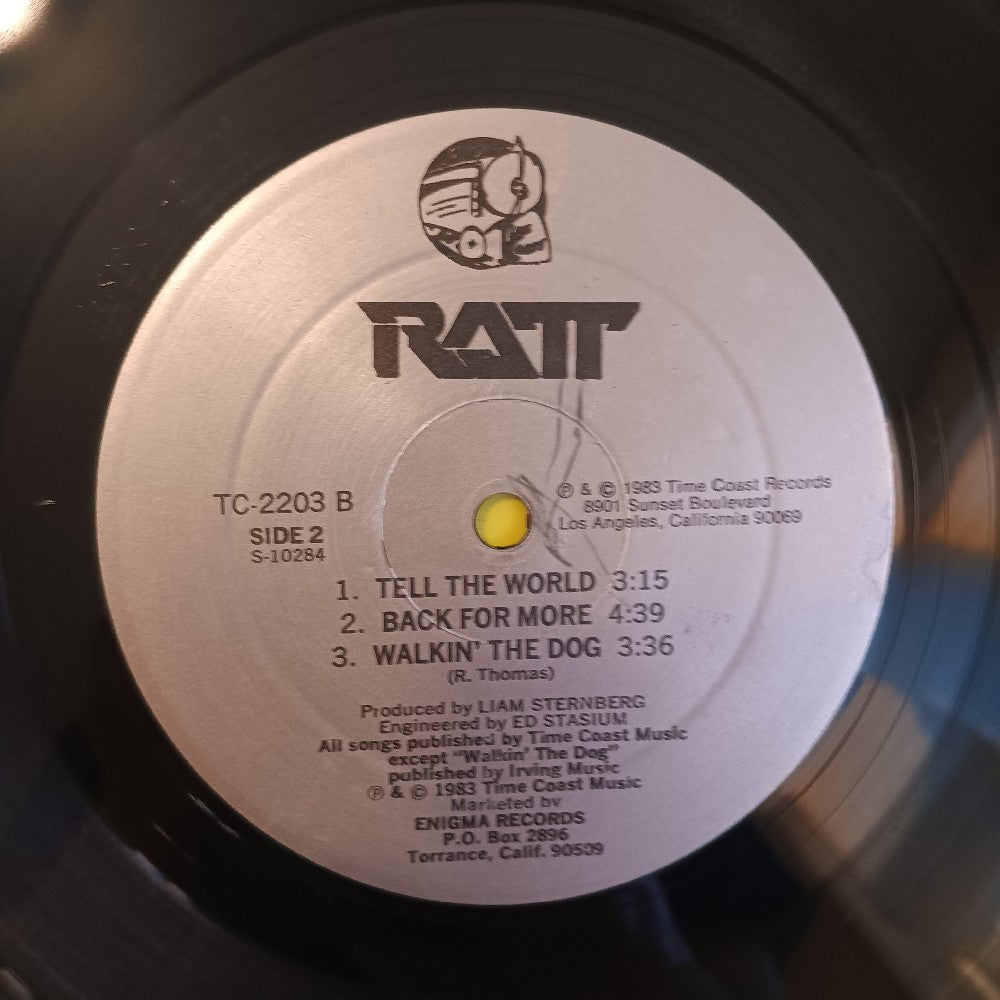 RATT
TC-2203 B
SIDE 2
S-10284
℗ & © 1983 Time Coast Records
8901 Sunset Boulevard
Los Angeles, California 90069
1. TELL THE WORLD 3:15
2. BACK FOR MORE 4:39
3. WALKIN' THE DOG 3:36
(R. Thomas)
Produced by LIAM STERNBERG
Engineered by ED STASIUM
All songs published by Time Coast Music
except "Walkin' The Dog"
published by Irving Music
℗ & © 1983 Time Coast Music
Marketed by
ENIGMA RECORDS
P.O. Box 2896
Torrance, Calif. 90509